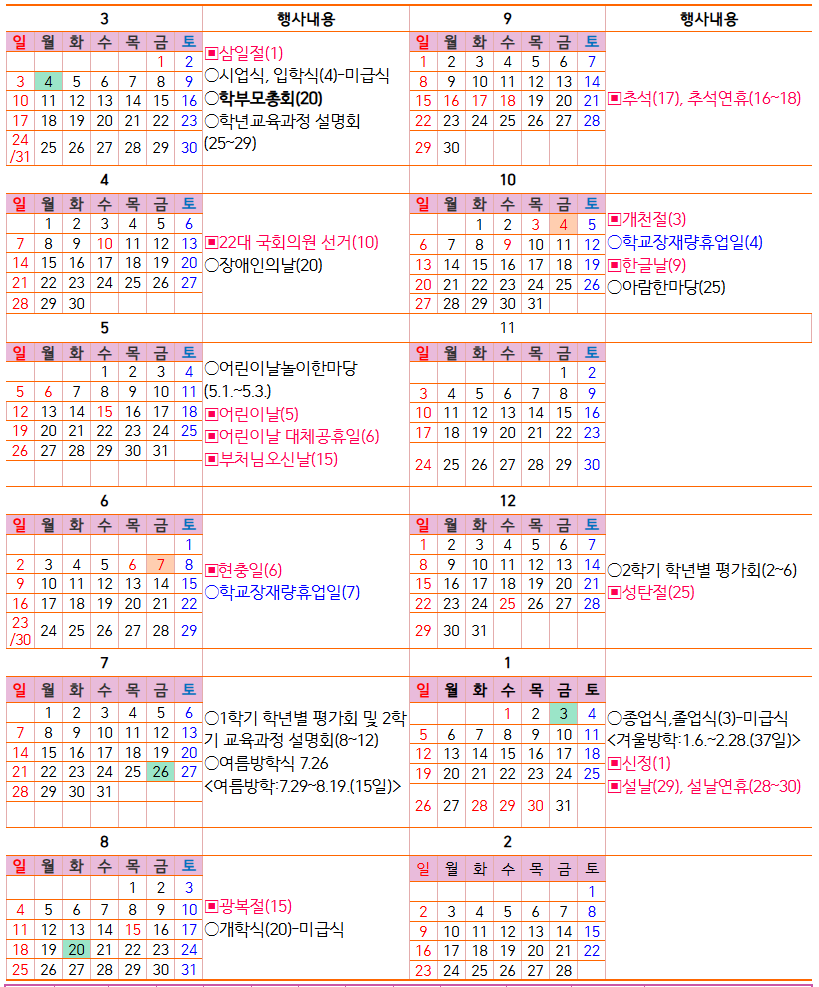 3 행사내용 9 행사내용
일 월 화 수 목 금 토
1 2
3 4 5 6 7 8 9
10 11 12 13 14 15 16
17 18 19 20 21 22 23
24/31 25 26 27 28 29 30
▣삼일절(1)
○시업식, 입학식(4)-미급식
○학부모총회(20)
○학년교육과정 설명회
(25~29)
일 월 화 수 목 금 토
1 2 3 4 5 6 7
8 9 10 11 12 13 14
15 16 17 18 19 20 21
22 23 24 25 26 27 28
29 30
▣추석(17), 추석연휴(16~18)
4 10
일 월 화 수 목 금 토
1 2 3 4 5 6
7 8 9 10 11 12 13
14 15 16 17 18 19 20
21 22 23 24 25 26 27
28 29 30
▣22대 국회의원 선거(10)
○장애인의날(20)
일 월 화 수 목 금 토
1 2 3 4 5
6 7 8 9 10 11 12
13 14 15 16 17 18 19
20 21 22 23 24 25 26
27 28 29 30 31
▣개천절(3)
○학교장재량휴업일(4)
▣한글날(9)
○아람한마당(25)
5 11
일 월 화 수 목 금 토
1 2 3 4
5 6 7 8 9 10 11
12 13 14 15 16 17 18
19 20 21 22 23 24 25
26 27 28 29 30 31
○어린이날놀이한마당
(5.1.~5.3.)
▣어린이날(5)
▣어린이날 대체공휴일(6)
▣부처님오신날(15)
일 월 화 수 목 금 토
1 2
3 4 5 6 7 8 9
10 11 12 13 14 15 16
17 18 19 20 21 22 23
24 25 26 27 28 29 30
6 12
일 월 화 수 목 금 토
1
2 3 4 5 6 7 8
9 10 11 12 13 14 15
16 17 18 19 20 21 22
23/30 24 25 26 27 28 29
▣현충일(6)
○학교장재량휴업일(7)
일 월 화 수 목 금 토
1 2 3 4 5 6 7
8 9 10 11 12 13 14
15 16 17 18 19 20 21
22 23 24 25 26 27 28
29 30 31
○2학기 학년별 평가회(2~6)
▣성탄절(25)
7 1
일 월 화 수 목 금 토
1 2 3 4 5 6
7 8 9 10 11 12 13
14 15 16 17 18 19 20
21 22 23 24 25 26 27
28 29 30 31
○1학기 학년별 평가회 및 2학
기 교육과정 설명회(8~12)
○여름방학식 7.26
<여름방학:7.29~8.19.(15일)>
일 월 화 수 목 금 토
1 2 3 4
5 6 7 8 9 10 11
12 13 14 15 16 17 18
19 20 21 22 23 24 25
26 27 28 29 30 31
○종업식,졸업식(3)-미급식
<겨울방학:1.6.~2.28.(37일)>
▣신정(1)
▣설날(29), 설날연휴(28~30)
8 2
일 월 화 수 목 금 토
1 2 3
4 5 6 7 8 9 10
11 12 13 14 15 16 17
18 19 20 21 22 23 24
25 26 27 28 29 30 31
▣광복절(15)
○개학식(20)-미급식
일 월 화 수 목 금 토
1
2 3 4 5 6 7 8
9 10 11 12 13 14 15
16 17 18 19 20 21 22
23 24 25 26 27 28